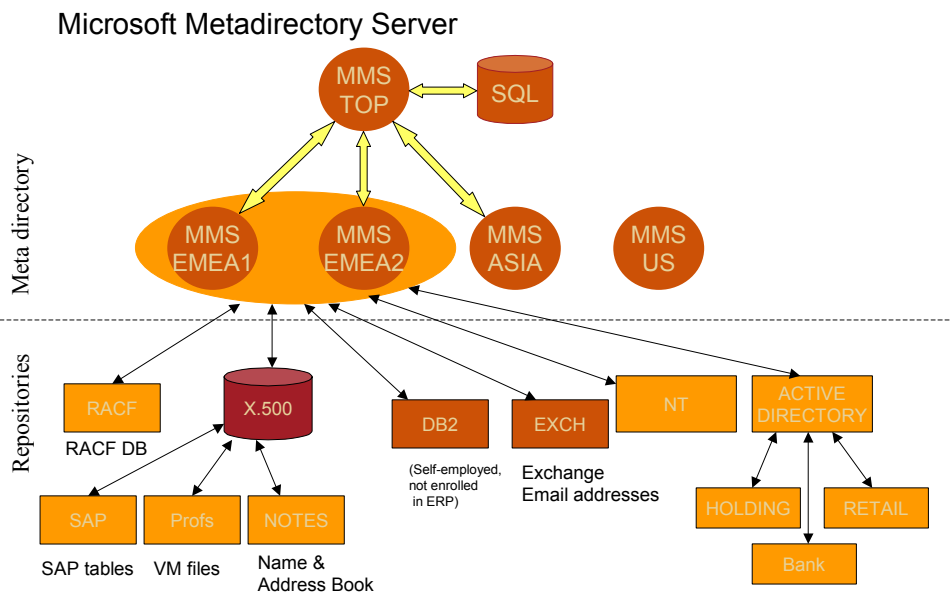 Microsoft Metadirectory Server
MMS
TOP
SQL
Meta directory
MMS
EMEA1
MMS
EMEA2
MMS
ASIA
MMS
US
Repositories
RACF
RACF DB
X.500
DB2
(Self-employed,
not enrolled
in ERP)
EXCH
Exchange
Email addresses
NT
ACTIVE
DIRECTORY
SAP
SAP tables
Profs
VM files
NOTES
Name &
Address Book
HOLDING
RETAIL
Bank